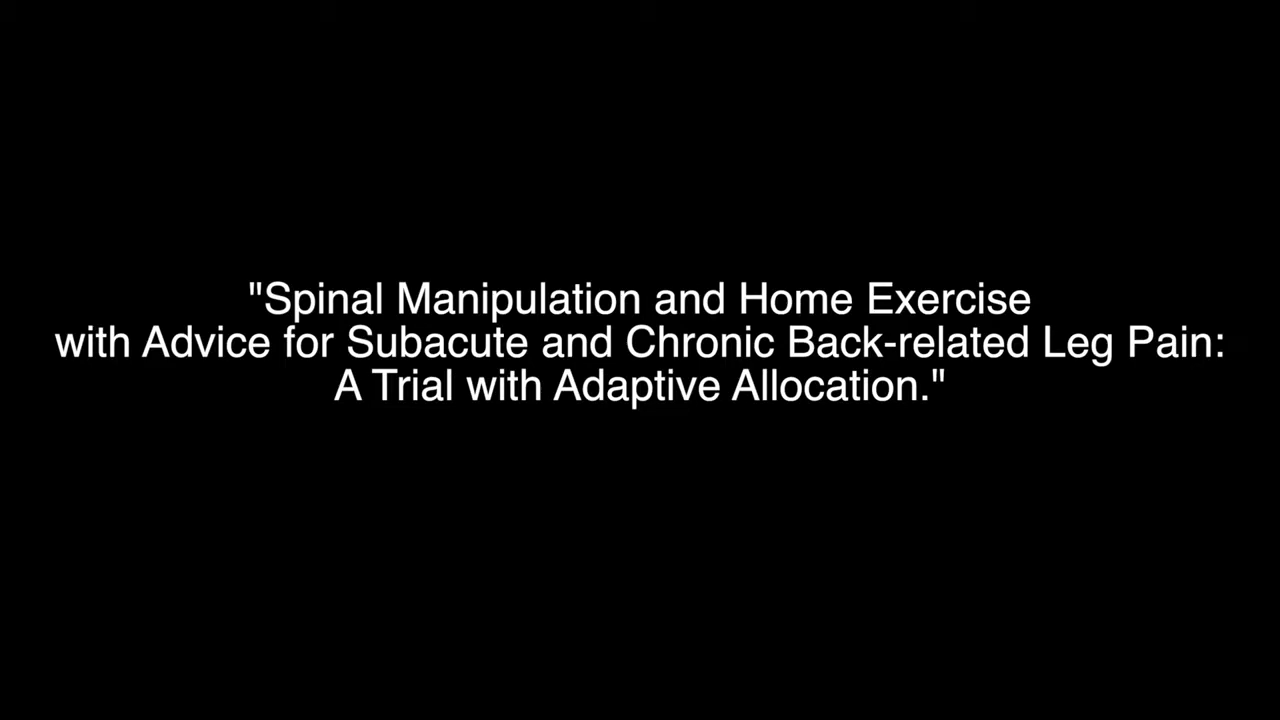 "Spinal Manipulation and Home Exercise
with Advice for Subacute and Chronic Back-related Leg Pain:
A Trial with Adaptive Allocation."